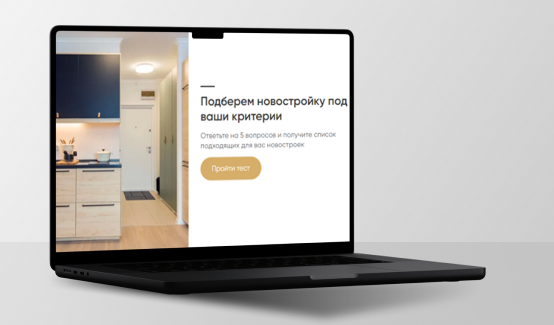 Подберем новостройку под
ваши критерии
Ответьте на 5 вопросов и получите список
подходящих для вас новостроек
Пройти тест